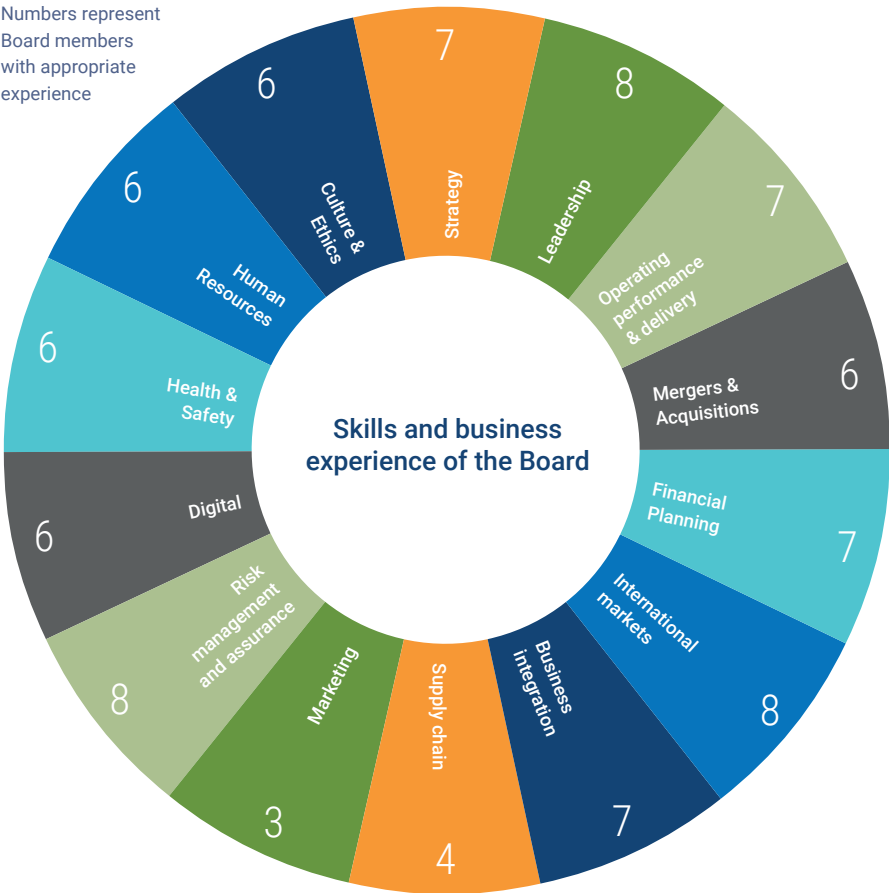 Numbers represent
Board members
with appropriate
experience
Skills and business
experience of the Board
7
Strategy
8
Leadership
7
Operating
performance
& delivery
6
Mergers &
Acquisitions
7
Financial
Planning
8
International
markets
7
Business
integration
4
Supply chain
3
Marketing
8
Risk
management
and assurance
6
Digital
6
Health &
Safety
6
Human
Resources
6
Culture &
Ethics